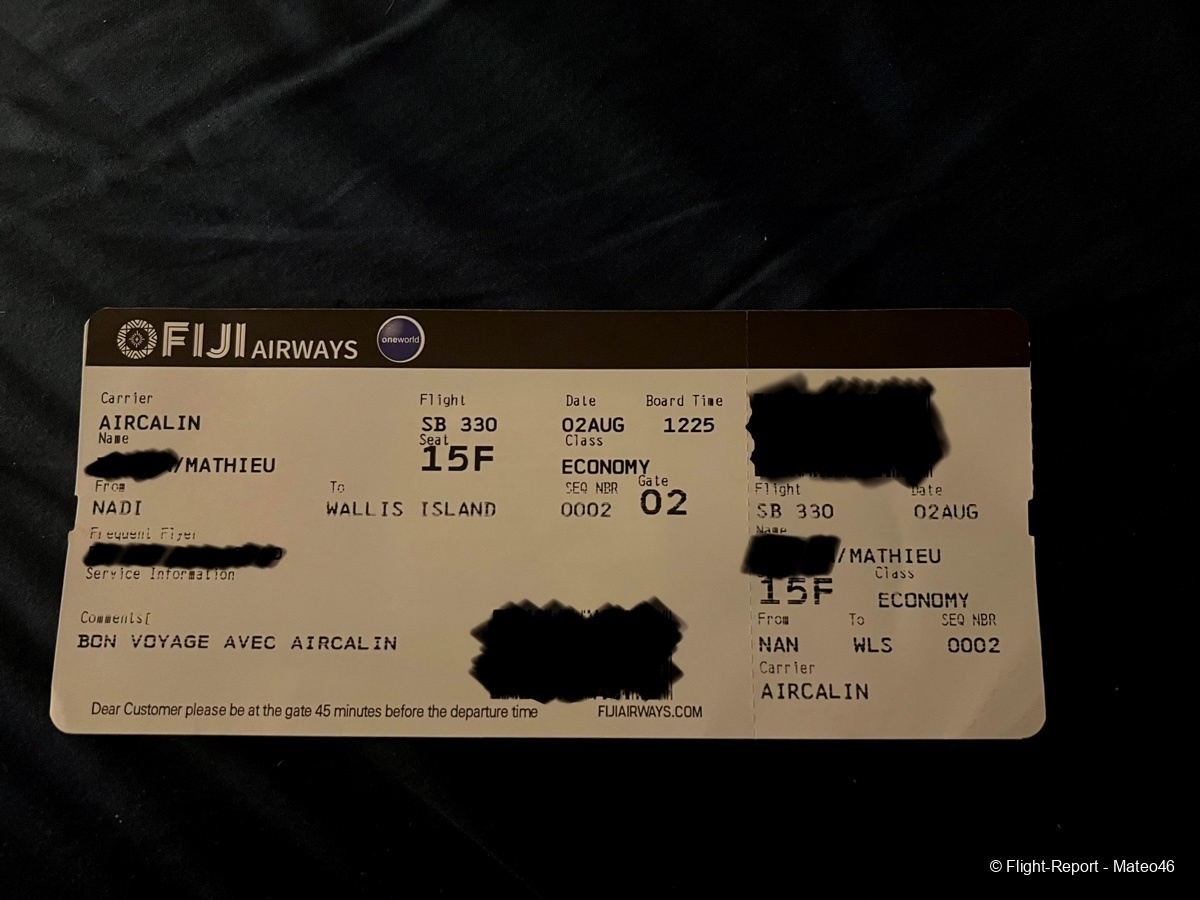 FIJI AIRWAYS oneworld
Carrier Flight Date Board Time
AIRCALIN SB 330 02AUG 1225
Name Seat Class
/MATHIEU 15F ECONOMY
From To SEQ NBR Gate
NADI WALLIS ISLAND 0002 02
Frequent Flyer
Service Information
Comments[
BON VOYAGE AVEC AIRCALIN
Dear Customer please be at the gate 45 minutes before the departure time FIJIAIRWAYS.COM
Flight Date
SB 330 02AUG
Name
/MATHIEU
Class
15F ECONOMY
From To SEQ NBR
NAN WLS 0002
Carrier
AIRCALIN
© Flight-Report - Mateo46